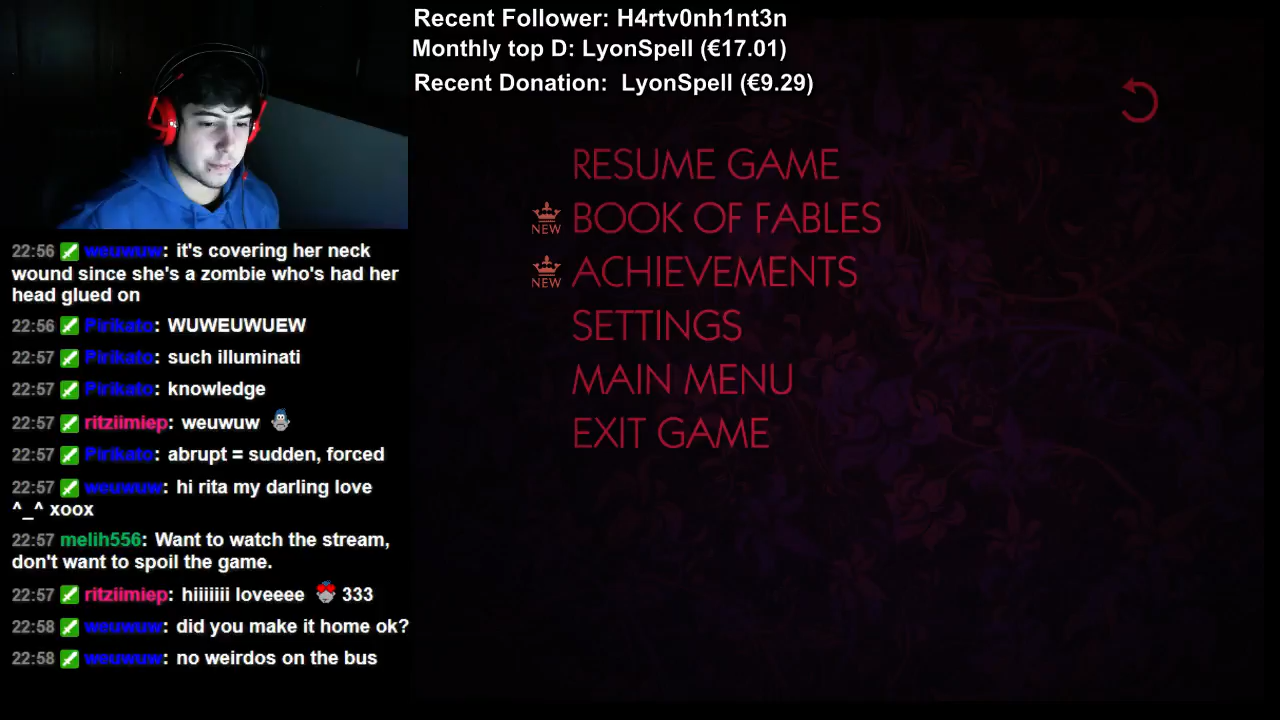 Recent Follower: H4rtv0nh1nt3n
Monthly top D: LyonSpell (€17.01)
Recent Donation: LyonSpell (€9.29)
RESUME GAME
NEW BOOK OF FABLES
NEW ACHIEVEMENTS
SETTINGS
MAIN MENU
EXIT GAME
22:56 weuwuw: it's covering her neck
wound since she's a zombie who's had her
head glued on
22:56 Pirikato: WUWEUWUEW
22:57 Pirikato: such illuminati
22:57 Pirikato: knowledge
22:57 ritziimiep: weuwuw
22:57 Pirikato: abrupt = sudden, forced
22:57 weuwuw: hi rita my darling love
^_^ xoox
22:57 melih556: Want to watch the stream,
don't want to spoil the game.
22:57 ritziimiep: hiiiiiii loveeee 333
22:58 weuwuw: did you make it home ok?
22:58 weuwuw: no weirdos on the bus